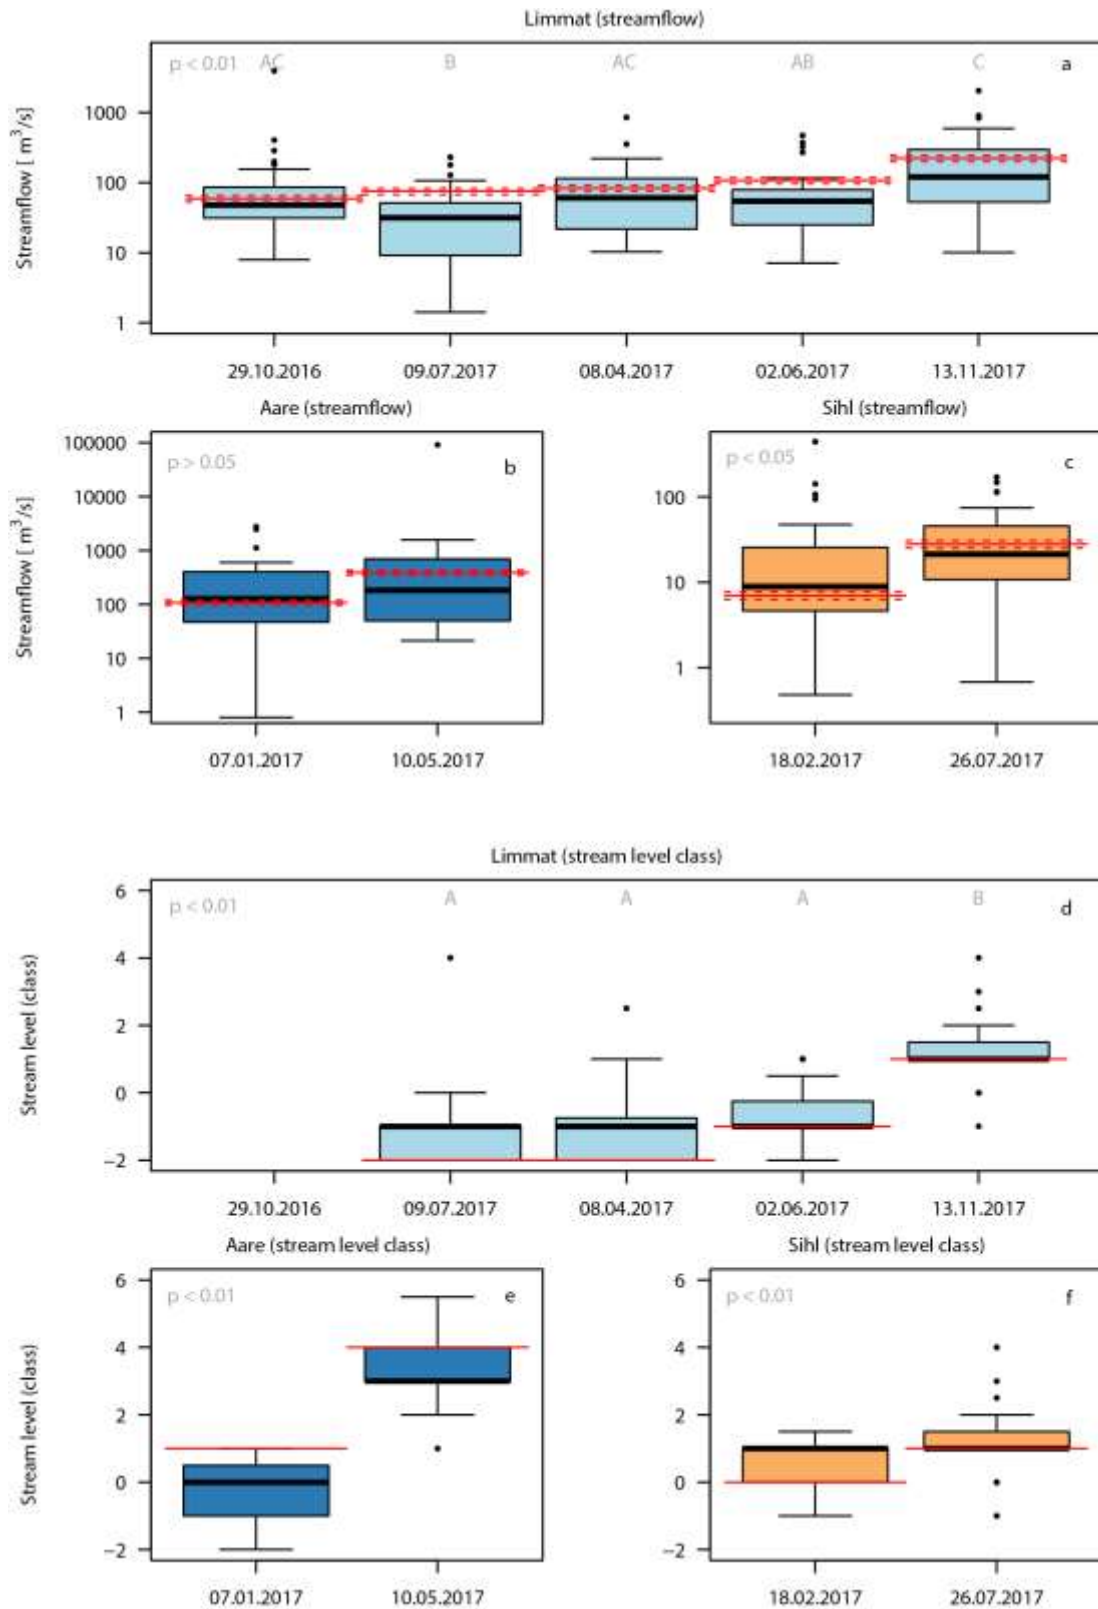 Limmat (streamflow)
p < 0.01 AC B AC AB C a
Streamflow [ m³/s]
1000
100
10
1
29.10.2016 09.07.2017 08.04.2017 02.06.2017 13.11.2017
Aare (streamflow) Sihl (streamflow)
p > 0.05 b
Streamflow [ m³/s]
100000
10000
1000
100
10
1
07.01.2017 10.05.2017
p < 0.05 c
100
10
1
18.02.2017 26.07.2017
Limmat (stream level class)
p < 0.01 A A A B d
Stream level (class)
6
4
2
0
−2
29.10.2016 09.07.2017 08.04.2017 02.06.2017 13.11.2017
Aare (stream level class) Sihl (stream level class)
p < 0.01 e
Stream level (class)
6
4
2
0
−2
07.01.2017 10.05.2017
p < 0.01 f
6
4
2
0
−2
18.02.2017 26.07.2017